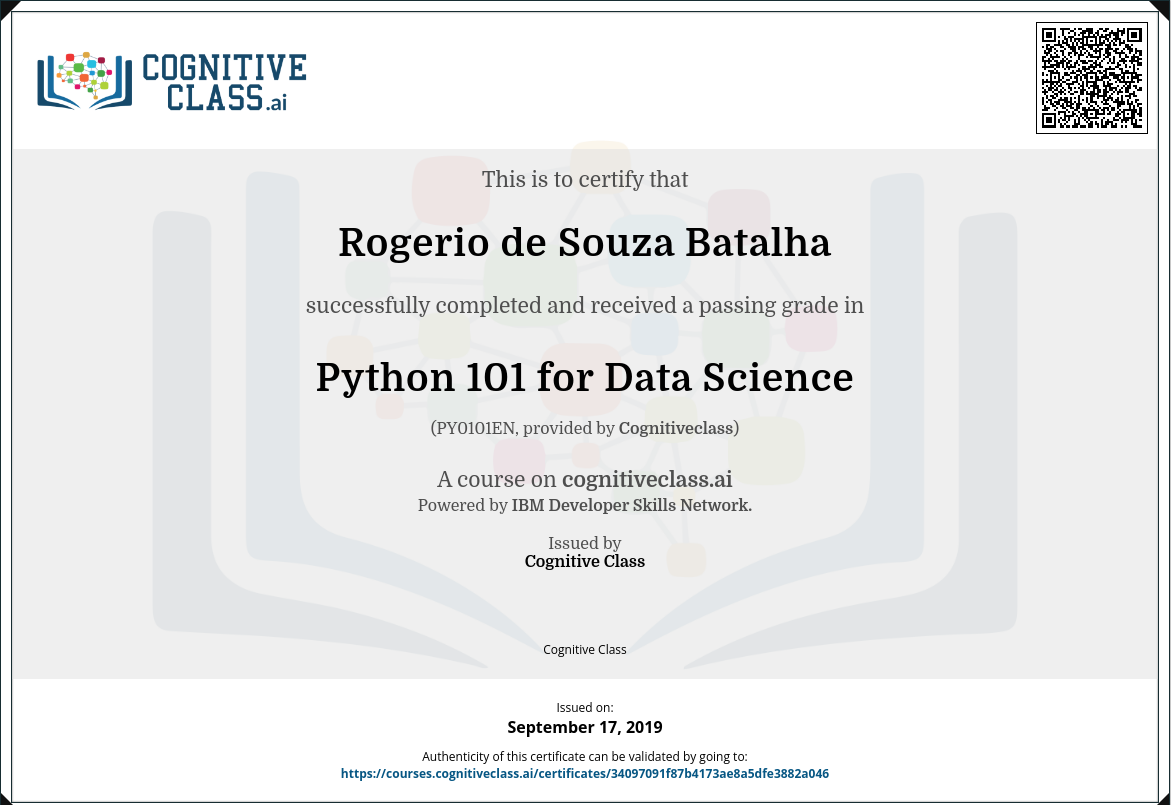 COGNITIVE
CLASS.ai
This is to certify that
Rogerio de Souza Batalha
successfully completed and received a passing grade in
Python 101 for Data Science
(PY0101EN, provided by Cognitiveclass)
A course on cognitiveclass.ai
Powered by IBM Developer Skills Network.
Issued by
Cognitive Class
Cognitive Class
Issued on:
September 17, 2019
Authenticity of this certificate can be validated by going to:
https://courses.cognitiveclass.ai/certificates/34097091f87b4173ae8a5dfe3882a046